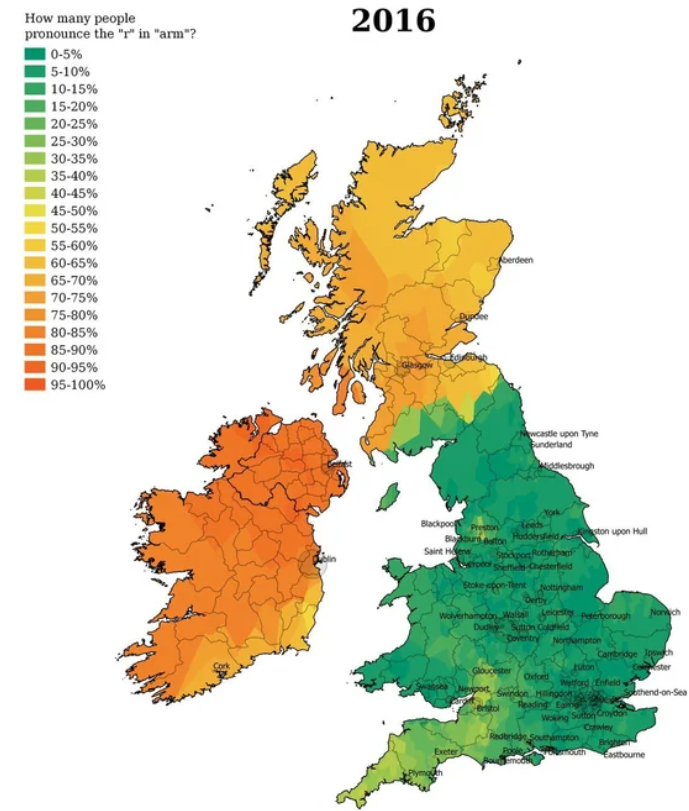 2016
How many people
pronounce the "r" in "arm"?
0-5%
5-10%
10-15%
15-20%
20-25%
25-30%
30-35%
35-40%
40-45%
45-50%
50-55%
55-60%
60-65%
65-70%
70-75%
75-80%
80-85%
85-90%
90-95%
95-100%
Aberdeen
Dundee
Edinburgh
Glasgow
Newcastle upon Tyne
Sunderland
Belfast
Middlesbrough
York
Blackpool
Preston
Leeds
Kingston upon Hull
Blackburn
Bolton
Huddersfield
Saint Helens
Stockport
Rotherham
Dublin
Liverpool
Sheffield
Chesterfield
Stoke-upon-Trent
Nottingham
Derby
Wolverhampton
Walsall
Leicester
Peterborough
Norwich
Dudley
Sutton Coldfield
Coventry
Northampton
Cambridge
Ipswich
Cork
Gloucester
Luton
Colchester
Oxford
Watford
Enfield
Swansea
Newport
Swindon
Hillingdon
Southend-on-Sea
Cardiff
Bristol
Reading
Ealing
Woking
Sutton
Croydon
Crawley
Redbridge
Southampton
Brighton
Exeter
Poole
Portsmouth
Eastbourne
Bournemouth
Plymouth